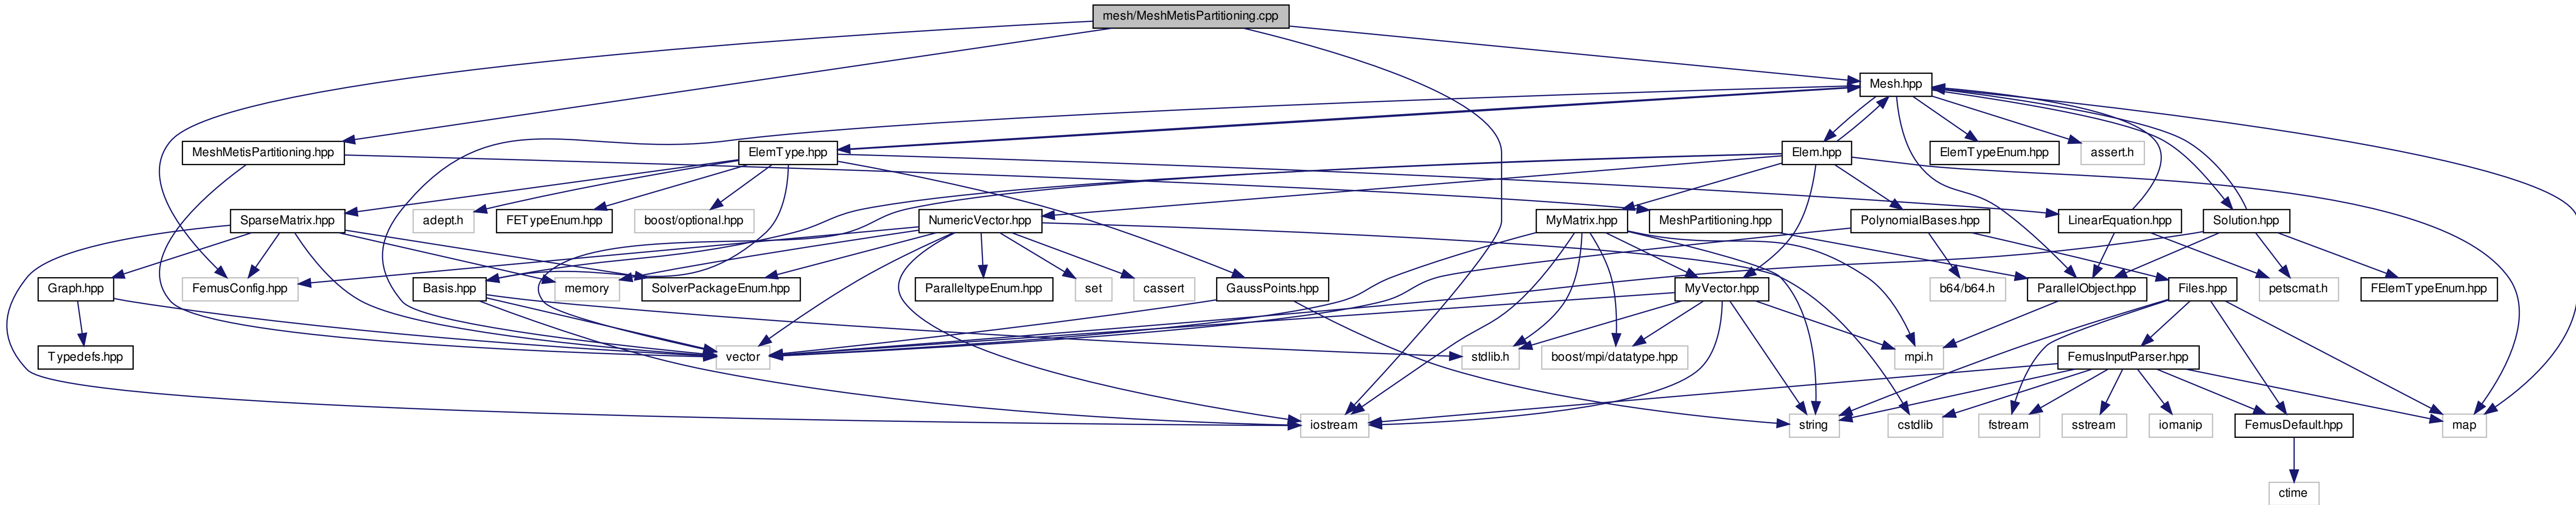 mesh/MeshMetisPartitioning.cpp
Mesh.hpp
MeshMetisPartitioning.hpp
ElemType.hpp
Elem.hpp
ElemTypeEnum.hpp
assert.h
SparseMatrix.hpp
adept.h
FETypeEnum.hpp
boost/optional.hpp
NumericVector.hpp
MeshPartitioning.hpp
MyMatrix.hpp
PolynomialBases.hpp
LinearEquation.hpp
Solution.hpp
Graph.hpp
FemusConfig.hpp
Basis.hpp
memory
SolverPackageEnum.hpp
ParalleltypeEnum.hpp
set
cassert
GaussPoints.hpp
MyVector.hpp
b64/b64.h
ParallelObject.hpp
Files.hpp
petscmat.h
FElemTypeEnum.hpp
Typedefs.hpp
vector
stdlib.h
boost/mpi/datatype.hpp
mpi.h
FemusInputParser.hpp
iostream
string
cstdlib
fstream
sstream
iomanip
FemusDefault.hpp
map
ctime